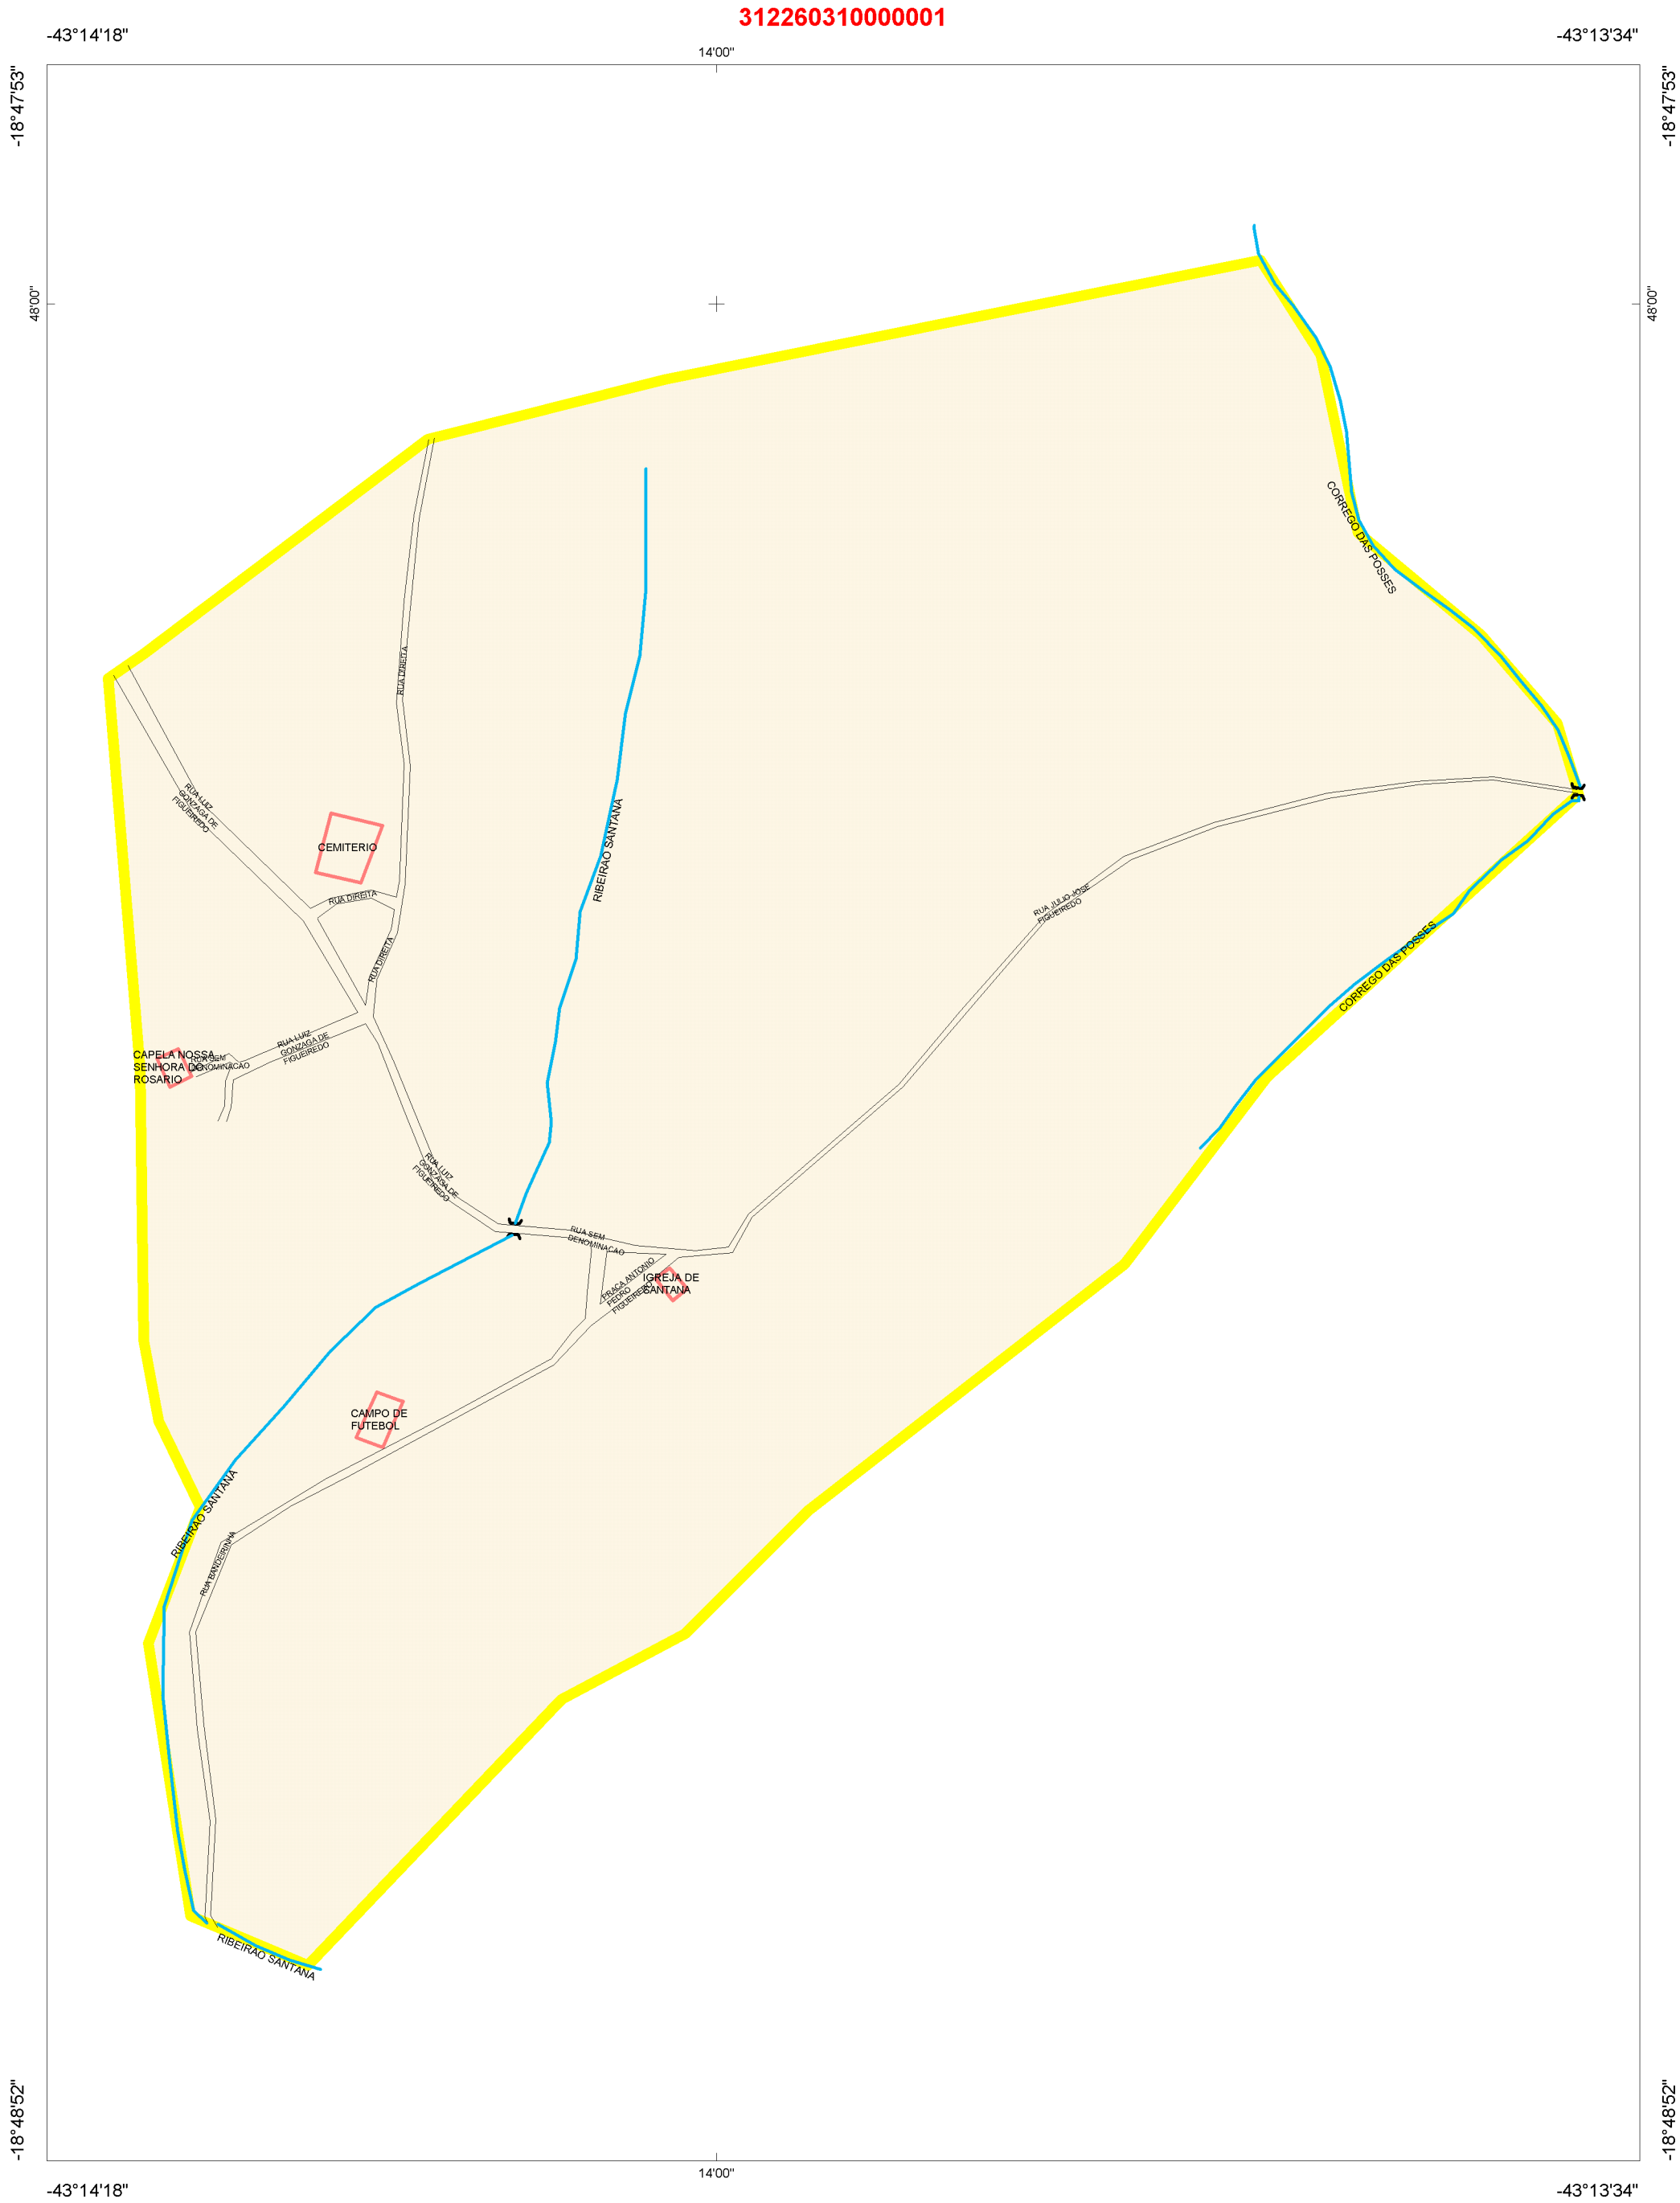 312260310000001
-43°14'18"
14'00"
-43°13'34"
-18°47'53"
-18°47'53"
48'00"
48'00"
CORREGO DAS POSSES
RUA DIREITA
RUA LUIZ
GONZAGA DE
FIGUEIREDO
CEMITERIO
RIBEIRAO SANTANA
RUA DIREITA
RUA JULIO JOSE
FIGUEIREDO
RUA DIREITA
CORREGO DAS POSSES
RUA LUIZ
GONZAGA DE
FIGUEIREDO
CAPELA NOSSA
SENHORA DO
ROSARIO
RUA SEM
DENOMINACAO
RUA LUIZ
GONZAGA DE
FIGUEIREDO
RUA SEM
DENOMINACAO
PRACA ANTONIO
PEDRO
FIGUEIREDO
IGREJA DE
SANTANA
CAMPO DE
FUTEBOL
RIBEIRAO SANTANA
RUA BANDEIRINHA
RIBEIRAO SANTANA
-18°48'52"
-18°48'52"
-43°14'18"
14'00"
-43°13'34"